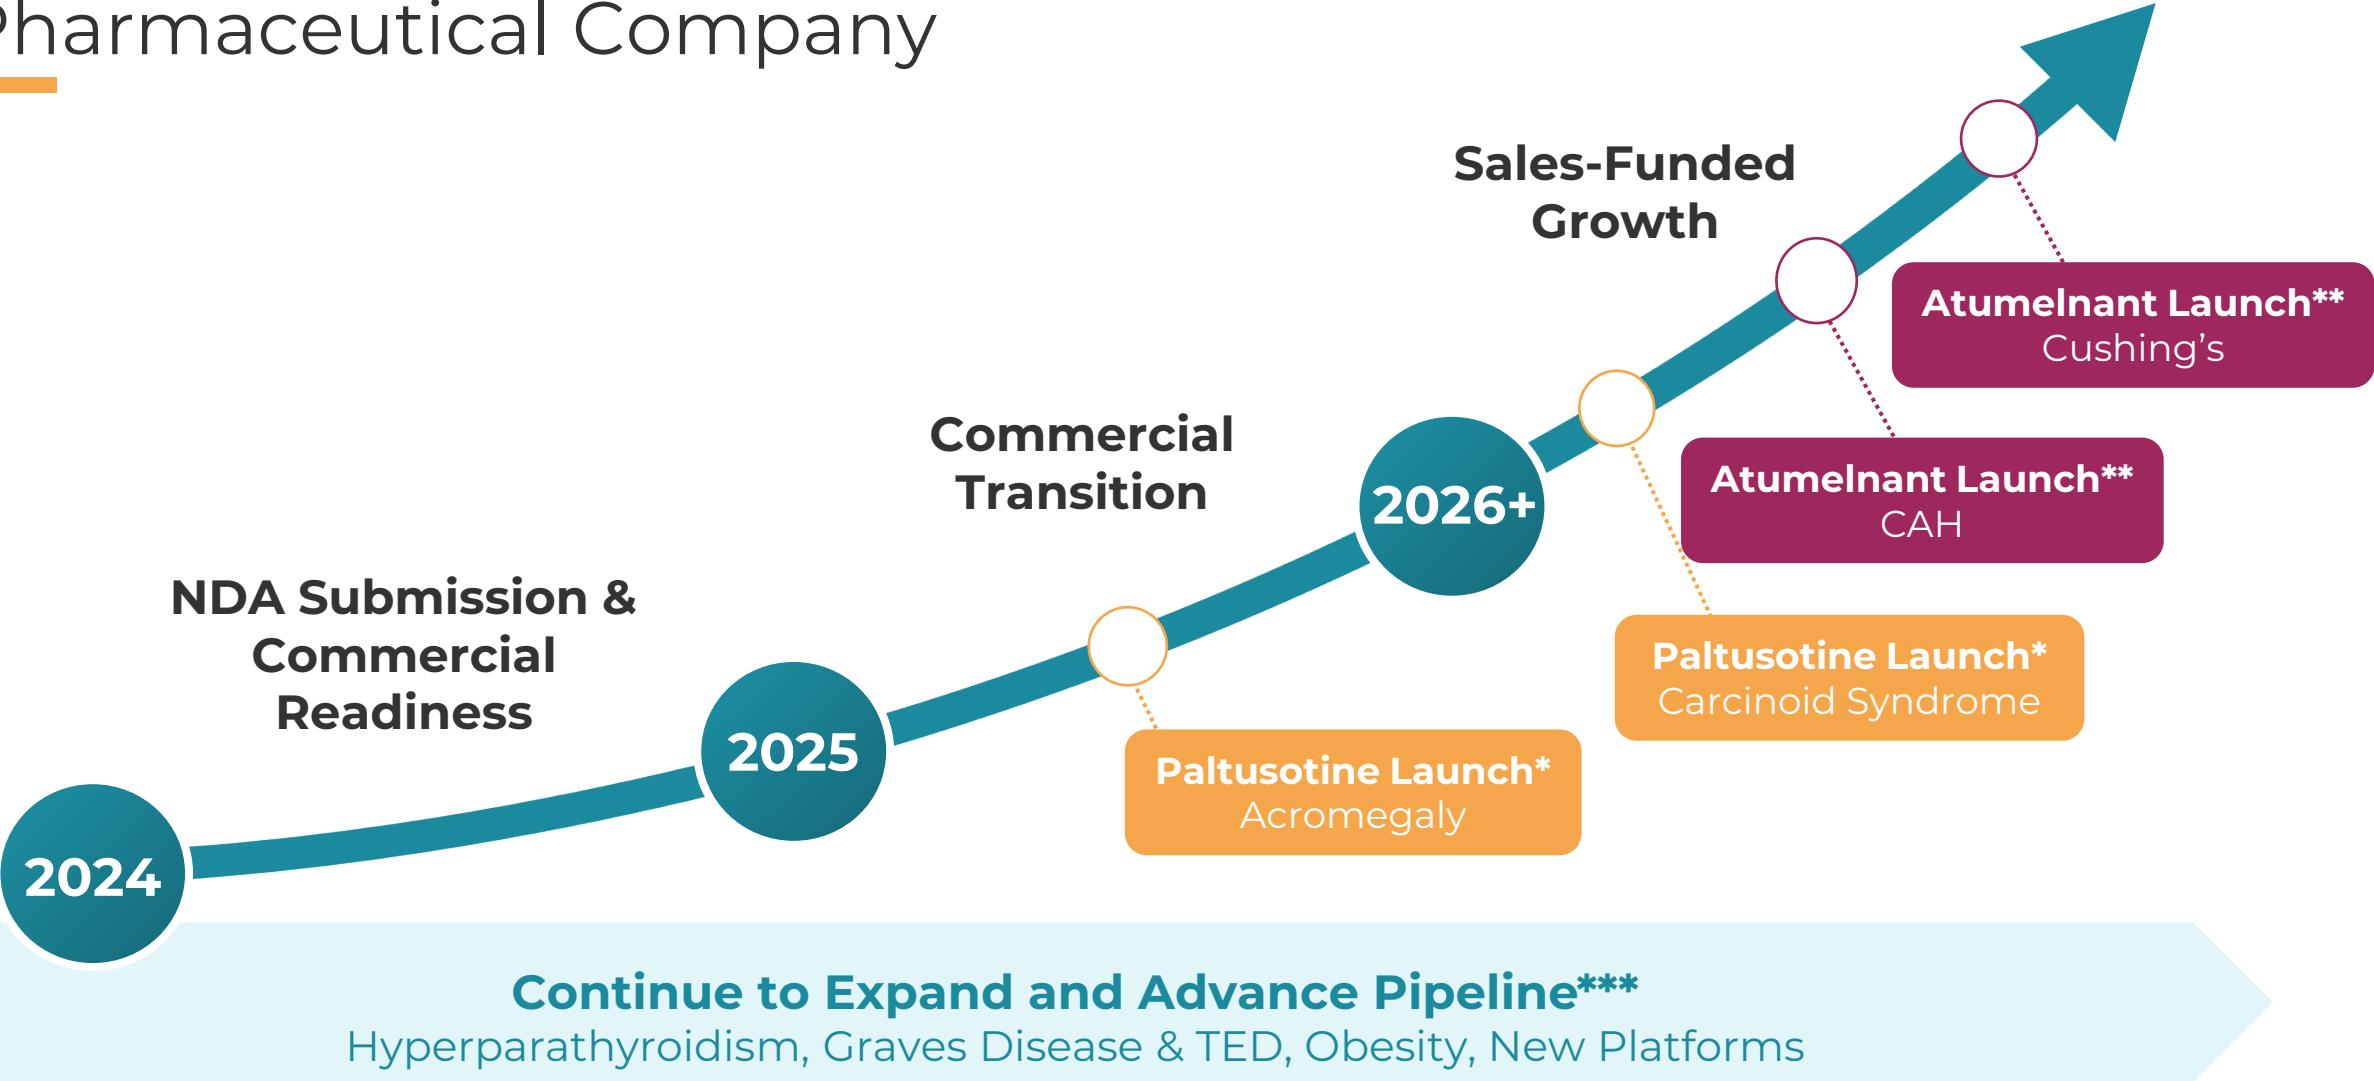 Pharmaceutical Company
Sales-Funded
Growth
Atumelnant Launch**
Cushing’s
Commercial
Transition
2026+
Atumelnant Launch**
CAH
NDA Submission &
Commercial
Readiness
Paltusotine Launch*
Carcinoid Syndrome
2025
Paltusotine Launch*
Acromegaly
2024
Continue to Expand and Advance Pipeline***
Hyperparathyroidism, Graves Disease & TED, Obesity, New Platforms